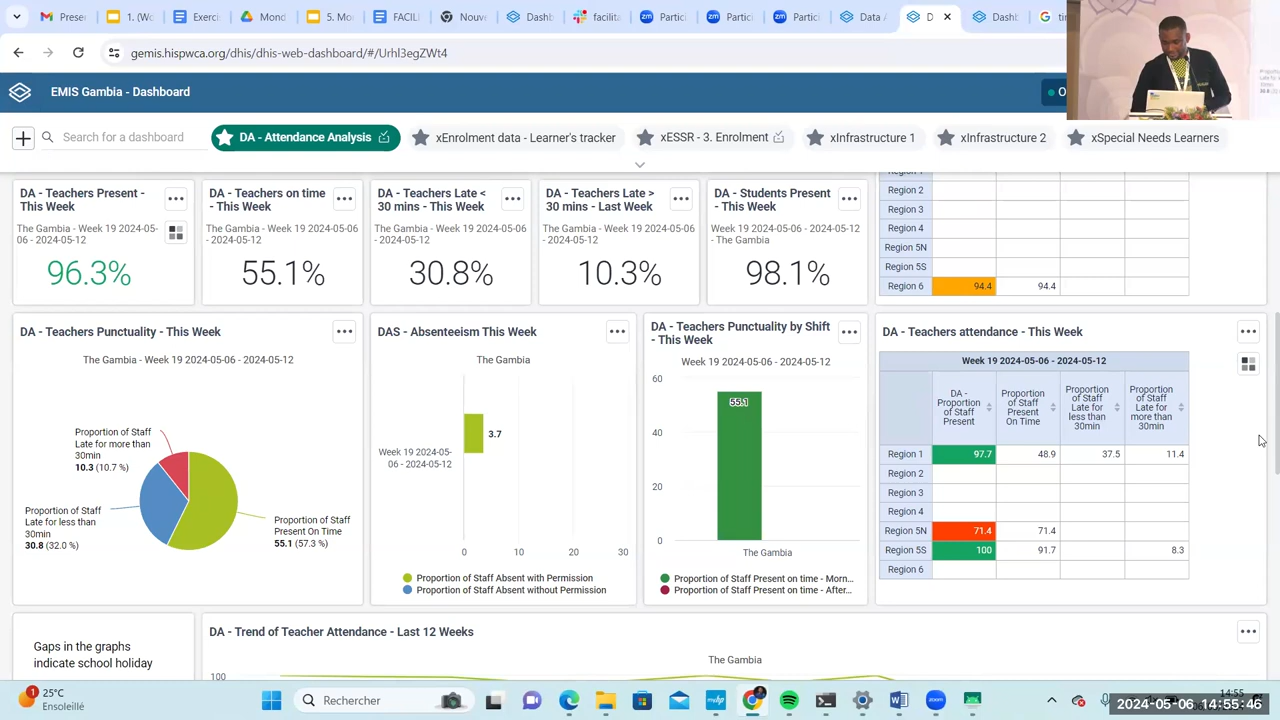 Presen
1. (W
Exerci
Mond
5. Mo
FACILI
Nouve
Dashb
facilita
Partici
Partici
Partici
Data A
D
Dashb
gemis.hispwca.org/dhis/dhis-web-dashboard/#/UrhI3egZWt4
EMIS Gambia - Dashboard
Search for a dashboard
DA - Attendance Analysis
xEnrolment data - Learner's tracker
xESSR - 3. Enrolment
xInfrastructure 1
xInfrastructure 2
xSpecial Needs Learners
DA - Teachers Present -
This Week
The Gambia - Week 19 2024-05-
06 - 2024-05-12
96.3%
DA - Teachers on time
- This Week
The Gambia - Week 19 2024-05-06
- 2024-05-12
55.1%
DA - Teachers Late <
30 mins - This Week
The Gambia - Week 19 2024-05-06
- 2024-05-12
30.8%
DA - Teachers Late >
30 mins - Last Week
The Gambia - Week 19 2024-05-06
- 2024-05-12
10.3%
DA - Students Present
- This Week
Week 19 2024-05-06 - 2024-05-12
- The Gambia
98.1%
Region 1
Region 2
Region 3
Region 4
Region 5N
Region 5S
Region 6 94.4 94.4
DA - Teachers Punctuality - This Week
The Gambia - Week 19 2024-05-06 - 2024-05-12
Proportion of Staff
Late for more than
30min
10.3 (10.7 %)
Proportion of Staff
Late for less than
30min
30.8 (32.0 %)
Proportion of Staff
Present On Time
55.1 (57.3 %)
DAS - Absenteeism This Week
The Gambia
3.7
Week 19 2024-05-
06 - 2024-05-12
0 10 20 30
Proportion of Staff Absent with Permission
Proportion of Staff Absent without Permission
DA - Teachers Punctuality by Shift
- This Week
Week 19 2024-05-06 - 2024-05-12
60
55.1
40
20
0
The Gambia
Proportion of Staff Present on time - Morn...
Proportion of Staff Present on time - After...
DA - Teachers attendance - This Week
Week 19 2024-05-06 - 2024-05-12
DA -
Proportion
of Staff
Present
Proportion
of Staff
Present
On Time
Proportion
of Staff
Late for
less than
30min
Proportion
of Staff
Late for
more than
30min
Region 1 97.7 48.9 37.5 11.4
Region 2
Region 3
Region 4
Region 5N 71.4 71.4
Region 5S 100 91.7 8.3
Region 6
Gaps in the graphs
indicate school holiday
DA - Trend of Teacher Attendance - Last 12 Weeks
The Gambia
100
1
25°C
Ensoleillé
Rechercher
14:55
2024-05-06 14:55:46